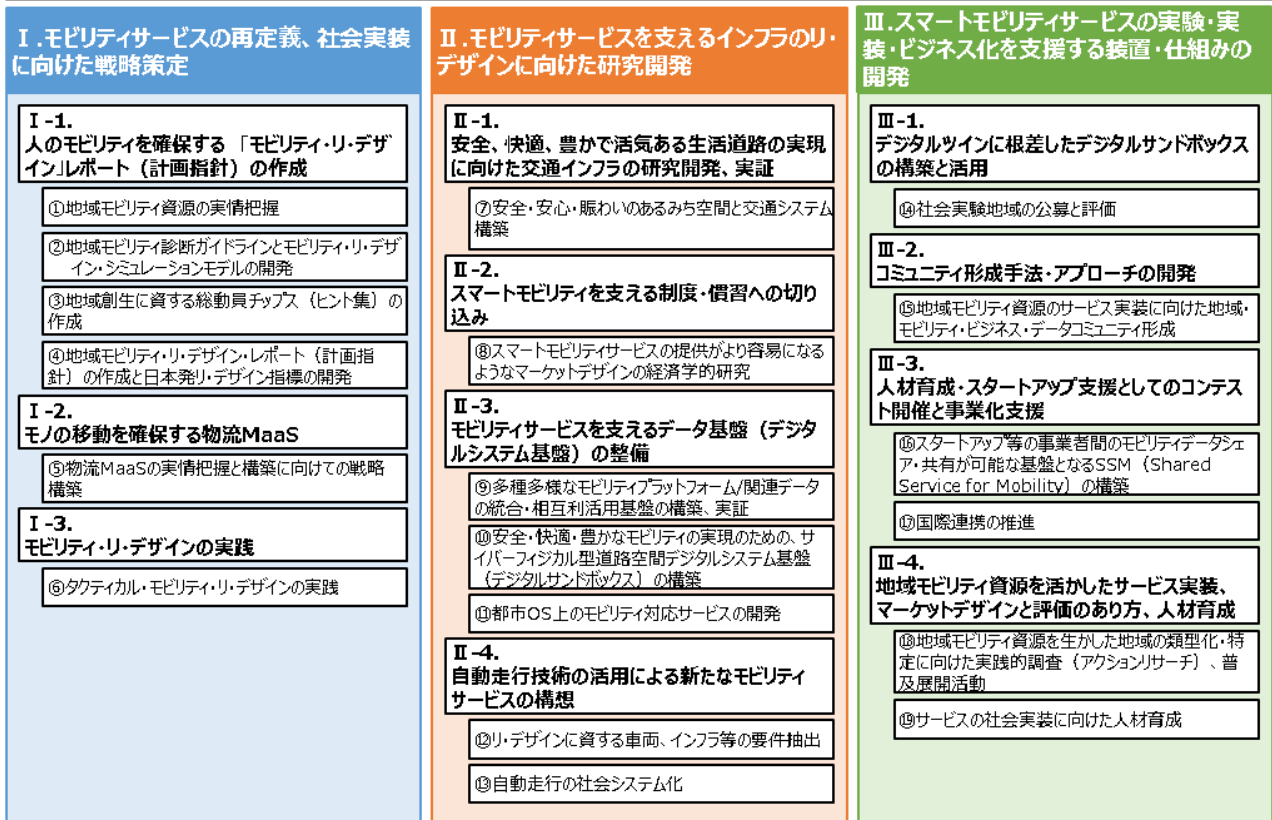 Ⅰ.モビリティサービスの再定義、社会実装
に向けた戦略策定
Ⅰ-1.
人のモビリティを確保する「モビリティ・リ・デザ
イン」レポート（計画指針）の作成
①地域モビリティ資源の実情把握
②地域モビリティ診断ガイドラインとモビリティ・リ・デザ
イン・シミュレーションモデルの開発
③地域創生に資する総動員チップス（ヒント集）の
作成
④地域モビリティ・リ・デザイン・レポート（計画指
針）の作成と日本発リ・デザイン指標の開発
Ⅰ-2.
モノの移動を確保する物流MaaS
⑤物流MaaSの実情把握と構築に向けての戦略
構築
Ⅰ-3.
モビリティ・リ・デザインの実践
⑥タクティカル・モビリティ・リ・デザインの実践
Ⅱ.モビリティサービスを支えるインフラのリ・
デザインに向けた研究開発
Ⅱ-1.
安全、快適、豊かで活気ある生活道路の実現
に向けた交通インフラの研究開発、実証
⑦安全・安心・賑わいのあるみち空間と交通システム
構築
Ⅱ-2.
スマートモビリティを支える制度・慣習への切り
込み
⑧スマートモビリティサービスの提供がより容易になる
ようなマーケットデザインの経済学的研究
Ⅱ-3.
モビリティサービスを支えるデータ基盤（デジタ
ルシステム基盤）の整備
⑨多種多様なモビリティプラットフォーム/関連データ
の統合・相互利活用基盤の構築、実証
⑩安全・快適・豊かなモビリティの実現のための、サ
イバーフィジカル型道路空間デジタルシステム基盤
（デジタルサンドボックス）の構築
⑪都市OS上のモビリティ対応サービスの開発
Ⅱ-4.
自動走行技術の活用による新たなモビリティ
サービスの構想
⑫リ・デザインに資する車両、インフラ等の要件抽出
⑬自動走行の社会システム化
Ⅲ.スマートモビリティサービスの実験・実
装・ビジネス化を支援する装置・仕組みの
開発
Ⅲ-1.
デジタルツインに根差したデジタルサンドボックス
の構築と活用
⑭社会実験地域の公募と評価
Ⅲ-2.
コミュニティ形成手法・アプローチの開発
⑮地域モビリティ資源のサービス実装に向けた地域・
モビリティ・ビジネス・データコミュニティ形成
Ⅲ-3.
人材育成・スタートアップ支援としてのコンテス
ト開催と事業化支援
⑯スタートアップ等の事業者間のモビリティデータシェ
ア・共有が可能な基盤となるSSM（Shared
Service for Mobility）の構築
⑰国際連携の推進
Ⅲ-4.
地域モビリティ資源を活かしたサービス実装、
マーケットデザインと評価のあり方、人材育成
⑱地域モビリティ資源を生かした地域の類型化・特
定に向けた実践的調査（アクションリサーチ）、普
及展開活動
⑲サービスの社会実装に向けた人材育成